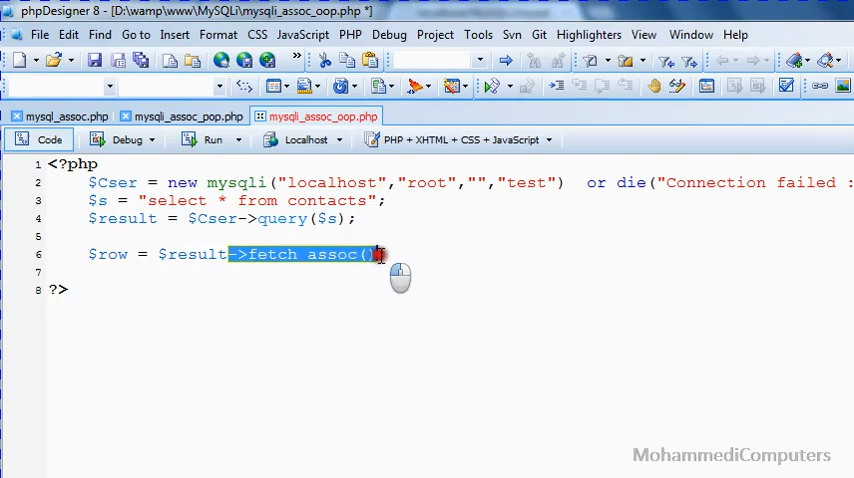 phpDesigner 8 - [D:\wamp\www\MySQLi\mysqli_assoc_oop.php *]
File Edit Find Go to Insert Format CSS JavaScript PHP Debug Project Tools Svn Git Highlighters View Window Help
mysql_assoc.php mysqli_assoc_pop.php mysqli_assoc_oop.php
Code Debug Run Localhost PHP + XHTML + CSS + JavaScript
1 <?php
2 $Cser = new mysqli("localhost","root","","test") or die("Connection failed :
3 $s = "select * from contacts";
4 $result = $Cser->query($s);
5
6 $row = $result->fetch_assoc()
7
8 ?>
MohammediComputers